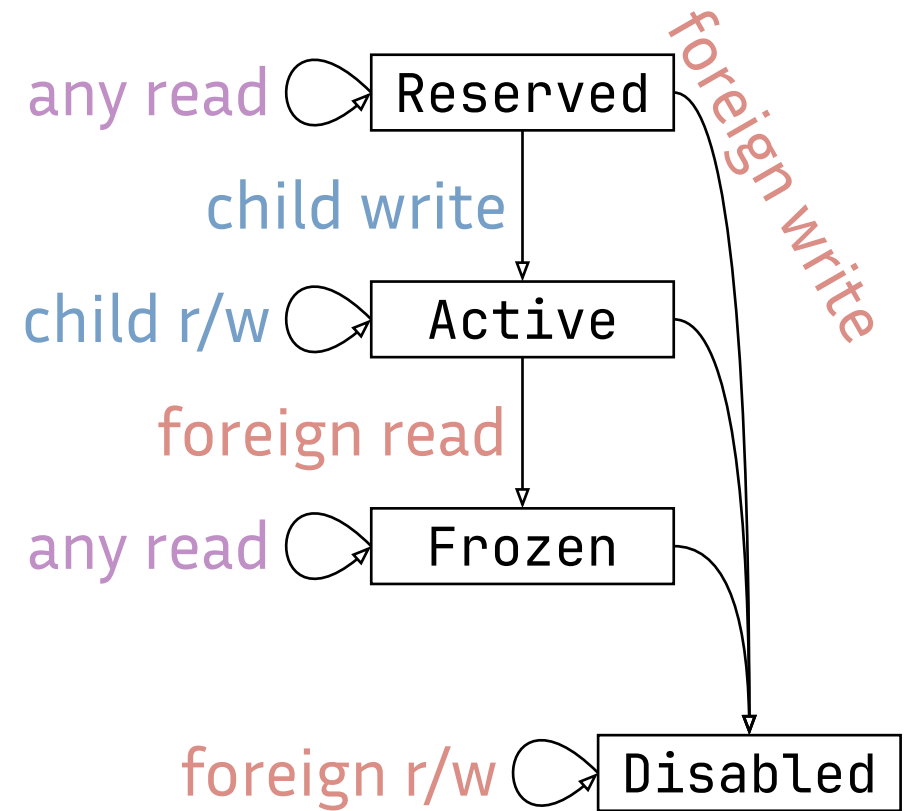 any read
Reserved
foreign write
child write
child r/w
Active
foreign read
any read
Frozen
foreign r/w
Disabled